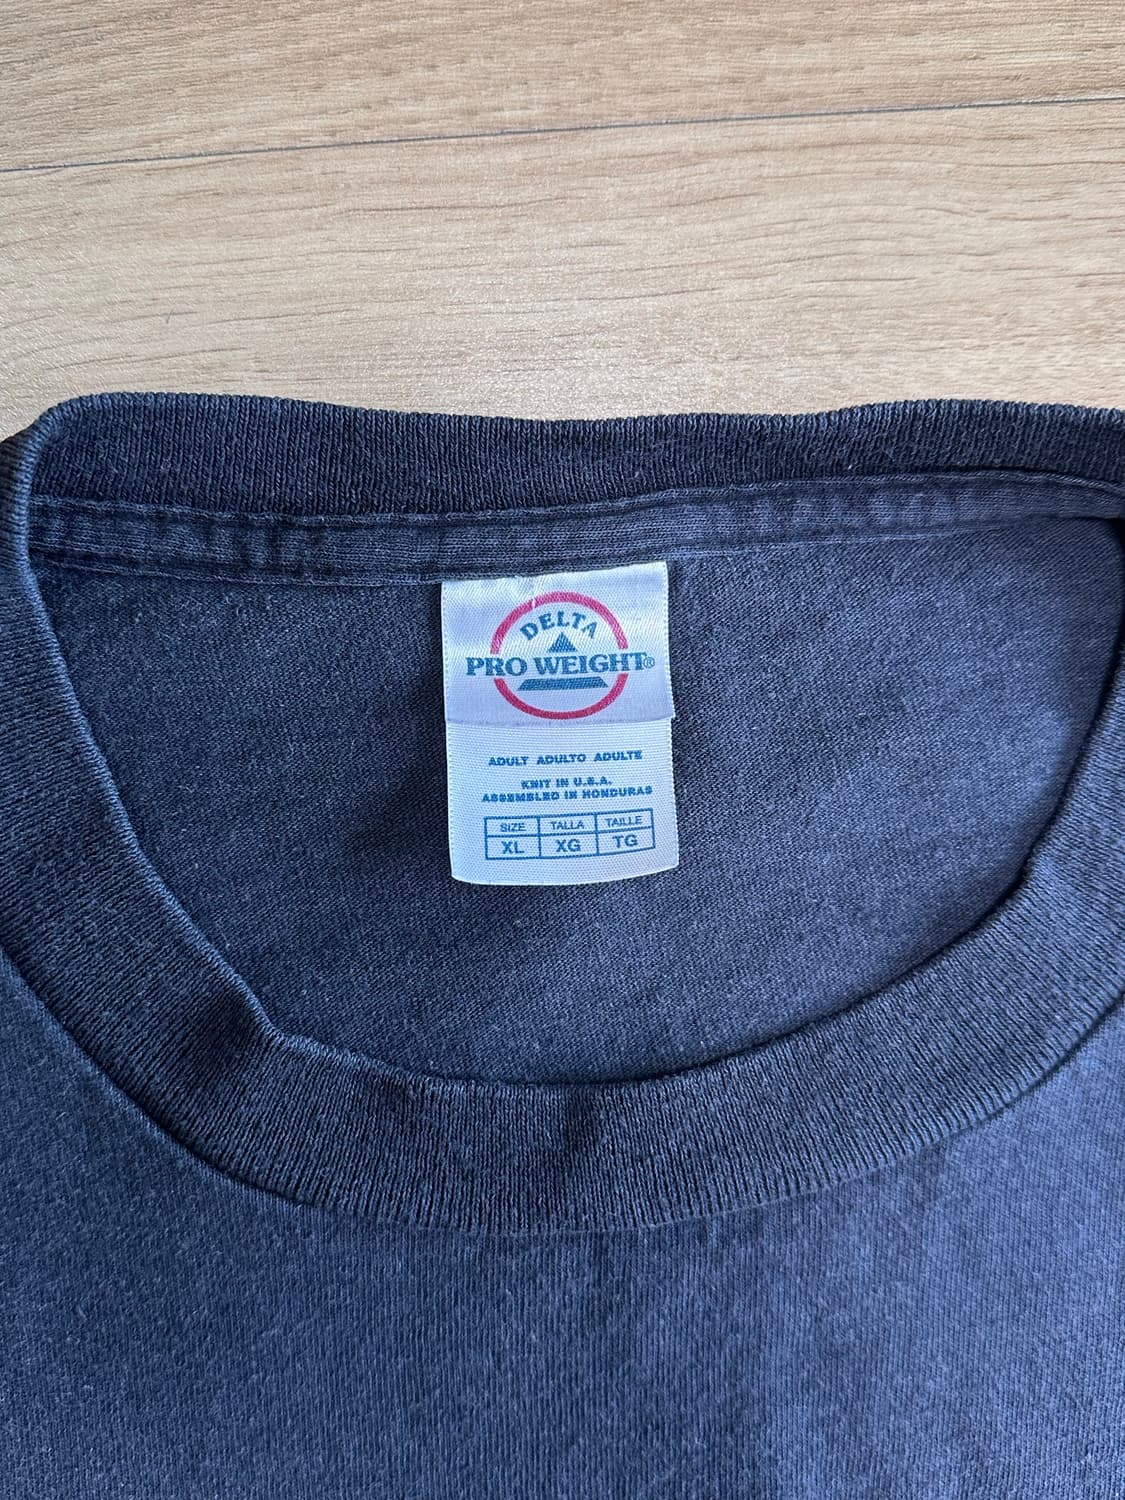 DELTA
PRO WEIGHT®
ADULT ADULTO ADULTE
KNIT IN U.S.A.
ASSEMBLED IN HONDURAS
SIZE TALLA TAILLE
XL XG TG